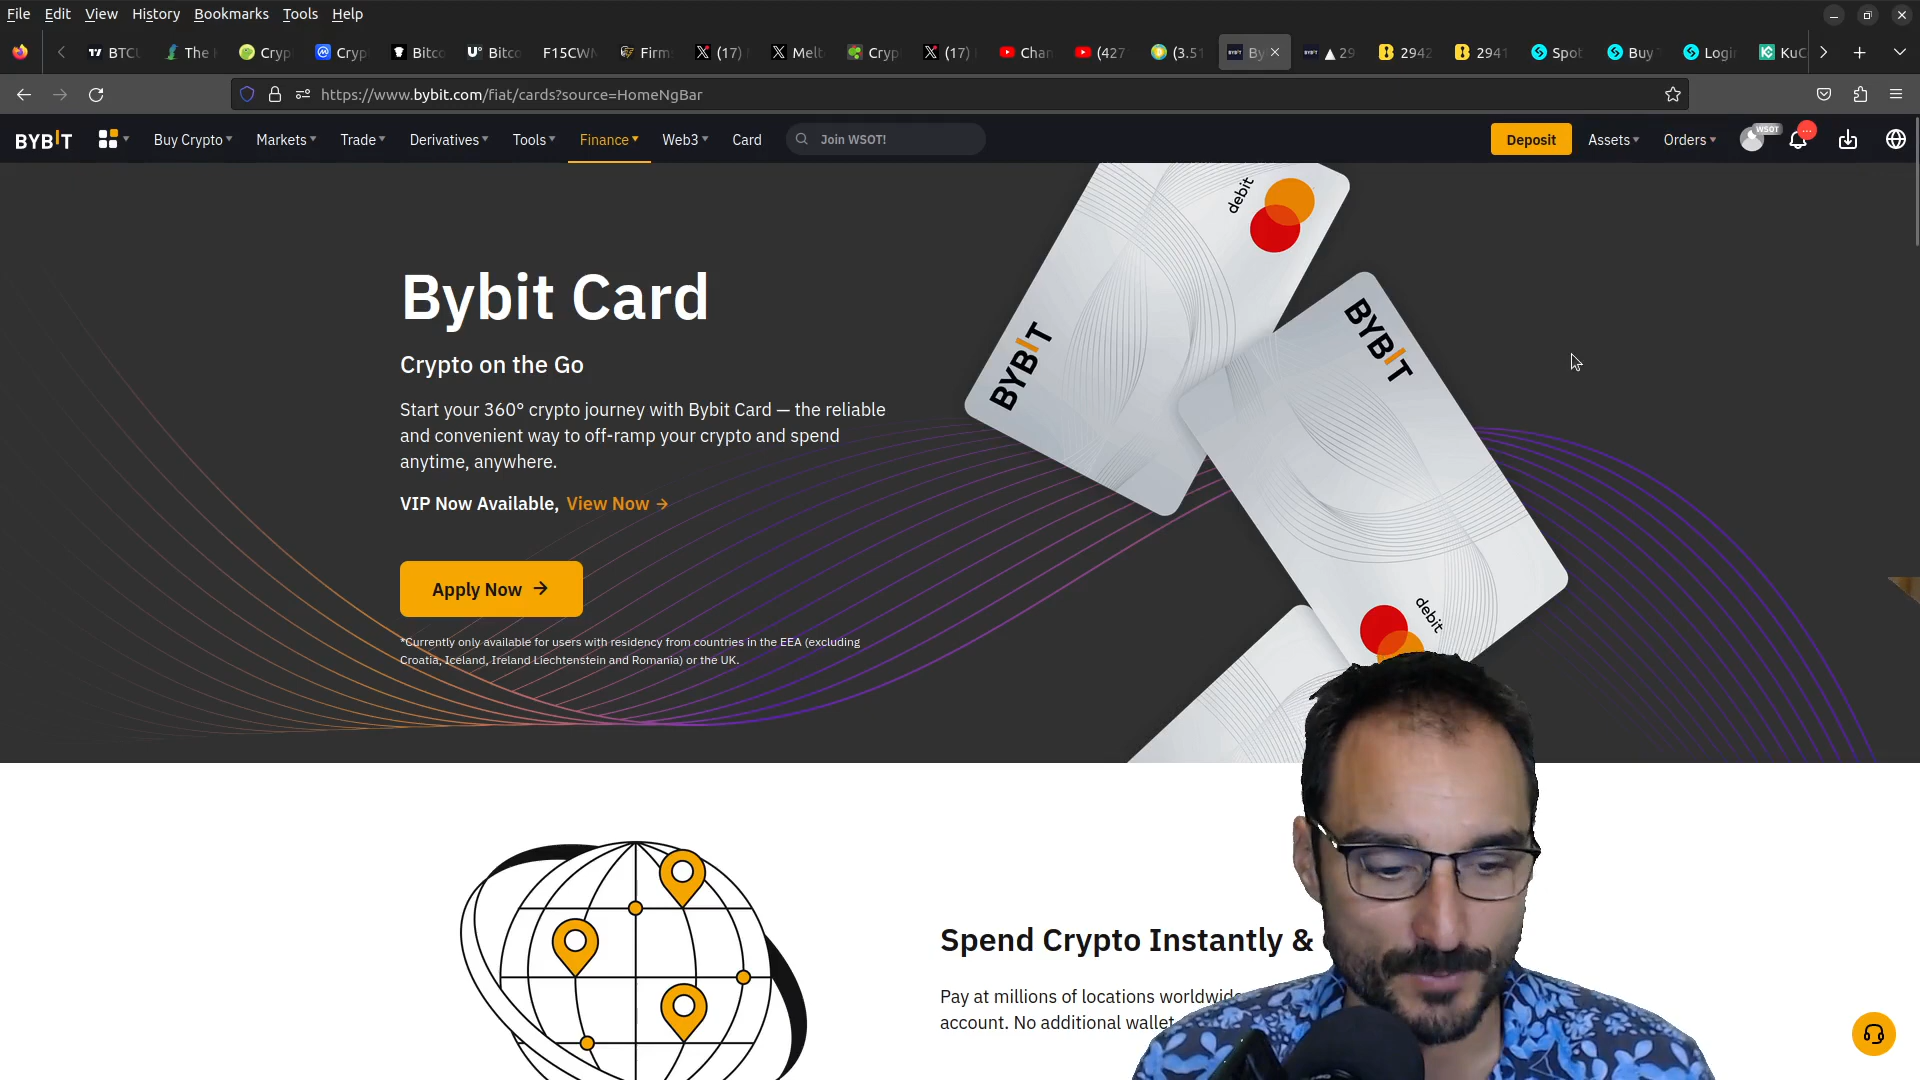 File Edit View History Bookmarks Tools Help
BTCU The Cryp Cryp Bitco Bitco F15CWN Firm (17) Melt Cryp (17) Chan (427 (3.51 By 29 2942 2941 Spot Buy Logi KuC
https://www.bybit.com/fiat/cards?source=HomeNgBar
BYBIT Buy Crypto Markets Trade Derivatives Tools Finance Web3 Card Join WSOT! Deposit Assets Orders WSOT
debit
BYBIT
BYBIT
debit
Bybit Card
Crypto on the Go
Start your 360° crypto journey with Bybit Card — the reliable
and convenient way to off-ramp your crypto and spend
anytime, anywhere.
VIP Now Available, View Now →
Apply Now →
*Currently only available for users with residency from countries in the EEA (excluding
Croatia, Iceland, Ireland Liechtenstein and Romania) or the UK.
Spend Crypto Instantly &
Pay at millions of locations worldwide
account. No additional wallet